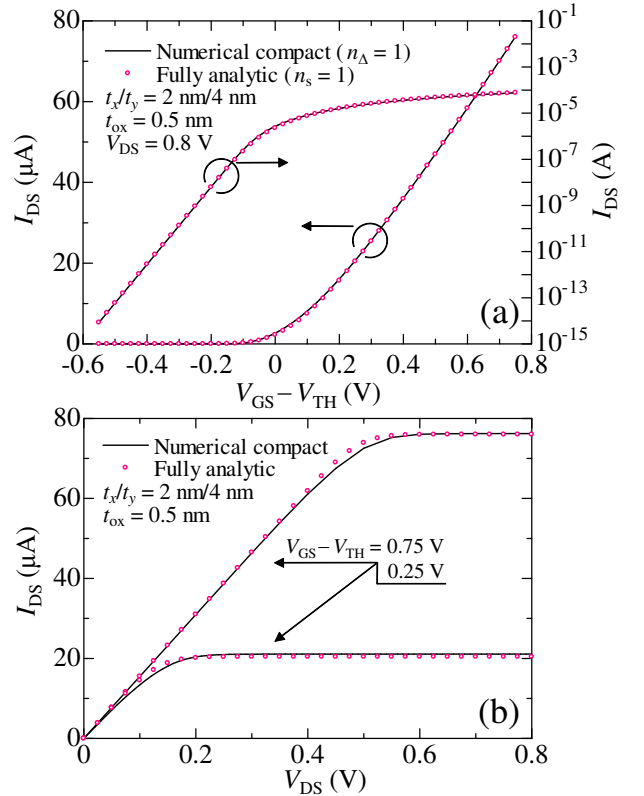 80
60
40
20
0
I_DS (μA)
Numerical compact (n_Δ = 1)
Fully analytic (n_s = 1)
t_x/t_y = 2 nm/4 nm
t_ox = 0.5 nm
V_DS = 0.8 V
(a)
10^-1
10^-3
10^-5
10^-7
10^-9
10^-11
10^-13
10^-15
I_DS (A)
-0.6 -0.4 -0.2 0 0.2 0.4 0.6 0.8
V_GS − V_TH (V)
80
60
40
20
0
I_DS (μA)
Numerical compact
Fully analytic
t_x/t_y = 2 nm/4 nm
t_ox = 0.5 nm
V_GS − V_TH = 0.75 V
0.25 V
(b)
0 0.2 0.4 0.6 0.8
V_DS (V)